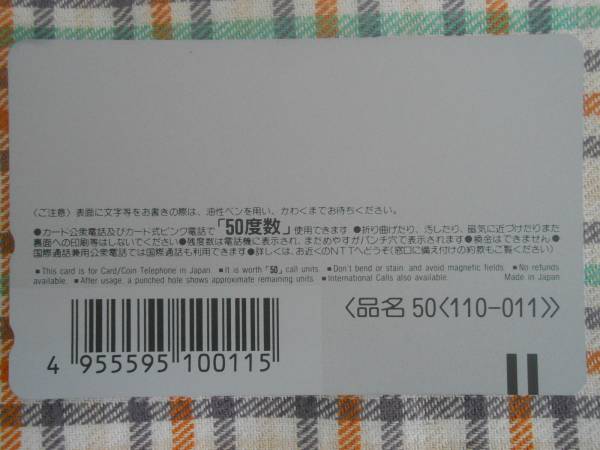 〈ご注意〉表面に文字等をお書きの際は、油性ペンを用い、かわくまでお待ちください。
●カード公衆電話及びカード式ピンク電話で「50度数」使用できます ●折り曲げたり、汚したり、磁気に近づけたりまた
裏面への印刷等はしないでください●残度数は電話機に表示され、まためやすがパンチ穴で表示されます●換金はできません●
国際通話兼用公衆電話では国際通話も利用できます●詳しくは、お近くのNTTへどうぞ(窓口に備え付けの約款もご覧ください)
■This card is for Card/Coin Telephone in Japan. ■It is worth「50」call units. ■Don't bend or stain and avoid magnetic fields. ■No refunds
available. ■After usage, a punched hole shows approximate remaining units. ■International Calls also available. Made in Japan
〈品名 50〈110-011〉〉
4 955595 100115